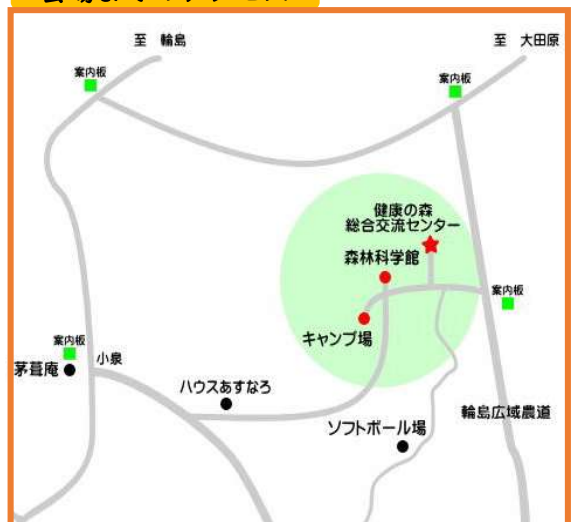 至 輪島
至 大田原
案内板
案内板
健康の森
総合交流センター
森林科学館
案内板
キャンプ場
案内板
小泉
茅葺庵
ハウスあすなろ
輪島広域農道
ソフトボール場